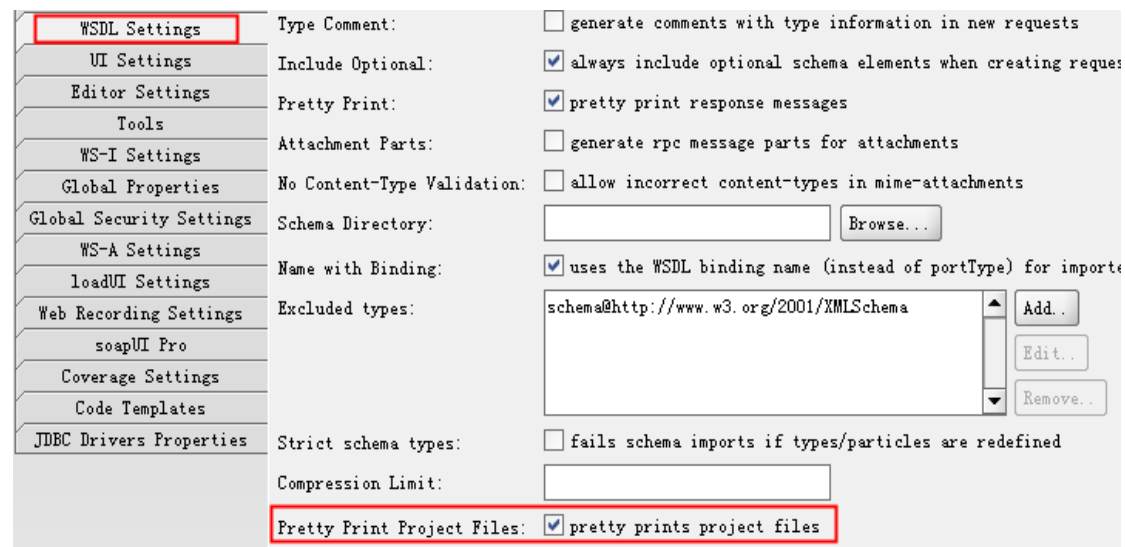 WSDL Settings
UI Settings
Editor Settings
Tools
WS-I Settings
Global Properties
Global Security Settings
WS-A Settings
loadUI Settings
Web Recording Settings
soapUI Pro
Coverage Settings
Code Templates
JDBC Drivers Properties
Type Comment: generate comments with type information in new requests
Include Optional: always include optional schema elements when creating reques
Pretty Print: pretty print response messages
Attachment Parts: generate rpc message parts for attachments
No Content-Type Validation: allow incorrect content-types in mime-attachments
Schema Directory: Browse...
Name with Binding: uses the WSDL binding name (instead of portType) for importe
Excluded types: schema@http://www.w3.org/2001/XMLSchema Add..
Edit..
Remove..
Strict schema types: fails schema imports if types/particles are redefined
Compression Limit:
Pretty Print Project Files: pretty prints project files